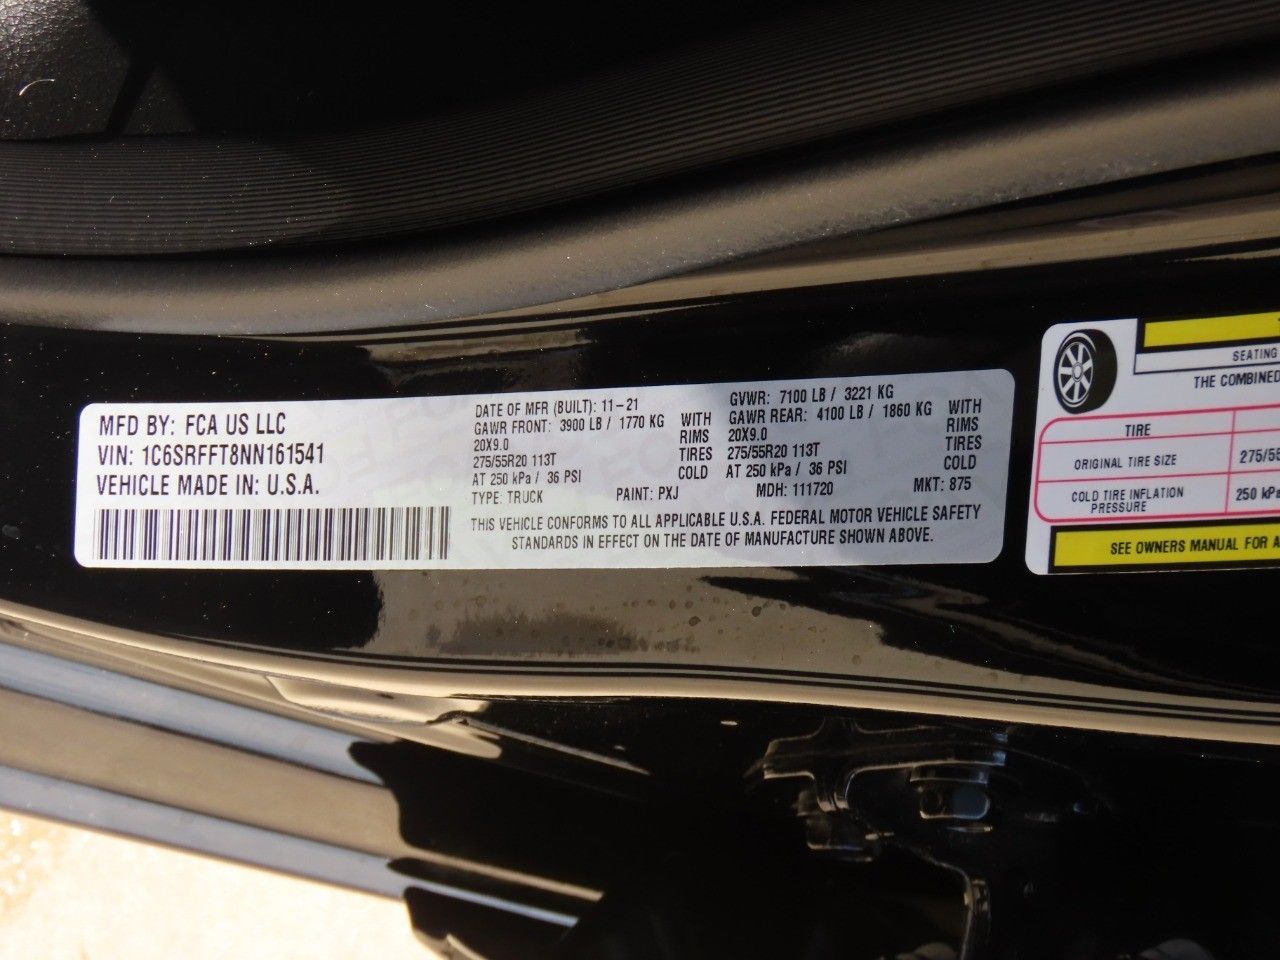 MFD BY: FCA US LLC
VIN: 1C6SRFFT8NN161541
VEHICLE MADE IN: U.S.A.
DATE OF MFR (BUILT): 11-21
GAWR FRONT: 3900 LB / 1770 KG WITH
20X9.0 RIMS
275/55R20 113T TIRES
AT 250 kPa / 36 PSI COLD
TYPE: TRUCK PAINT: PXJ
GVWR: 7100 LB / 3221 KG
GAWR REAR: 4100 LB / 1860 KG WITH
20X9.0 RIMS
275/55R20 113T TIRES
AT 250 kPa / 36 PSI COLD
MDH: 111720 MKT: 875
THIS VEHICLE CONFORMS TO ALL APPLICABLE U.S.A. FEDERAL MOTOR VEHICLE SAFETY
STANDARDS IN EFFECT ON THE DATE OF MANUFACTURE SHOWN ABOVE.
SEATING
THE COMBINED
TIRE
ORIGINAL TIRE SIZE 275/55
COLD TIRE INFLATION PRESSURE 250 kPa
SEE OWNERS MANUAL FOR A